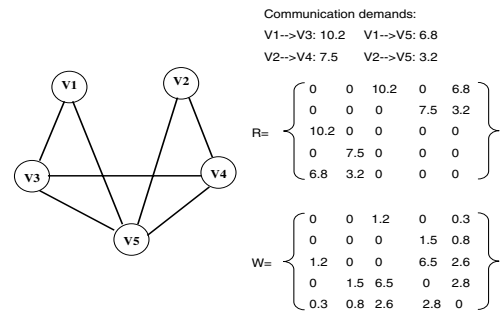 Communication demands:
V1-->V3: 10.2 V1-->V5: 6.8
V2-->V4: 7.5 V2-->V5: 3.2
V1
V2
V3
V4
V5
R=
0 0 10.2 0 6.8
0 0 0 7.5 3.2
10.2 0 0 0 0
0 7.5 0 0 0
6.8 3.2 0 0 0
W=
0 0 1.2 0 0.3
0 0 0 1.5 0.8
1.2 0 0 6.5 2.6
0 1.5 6.5 0 2.8
0.3 0.8 2.6 2.8 0